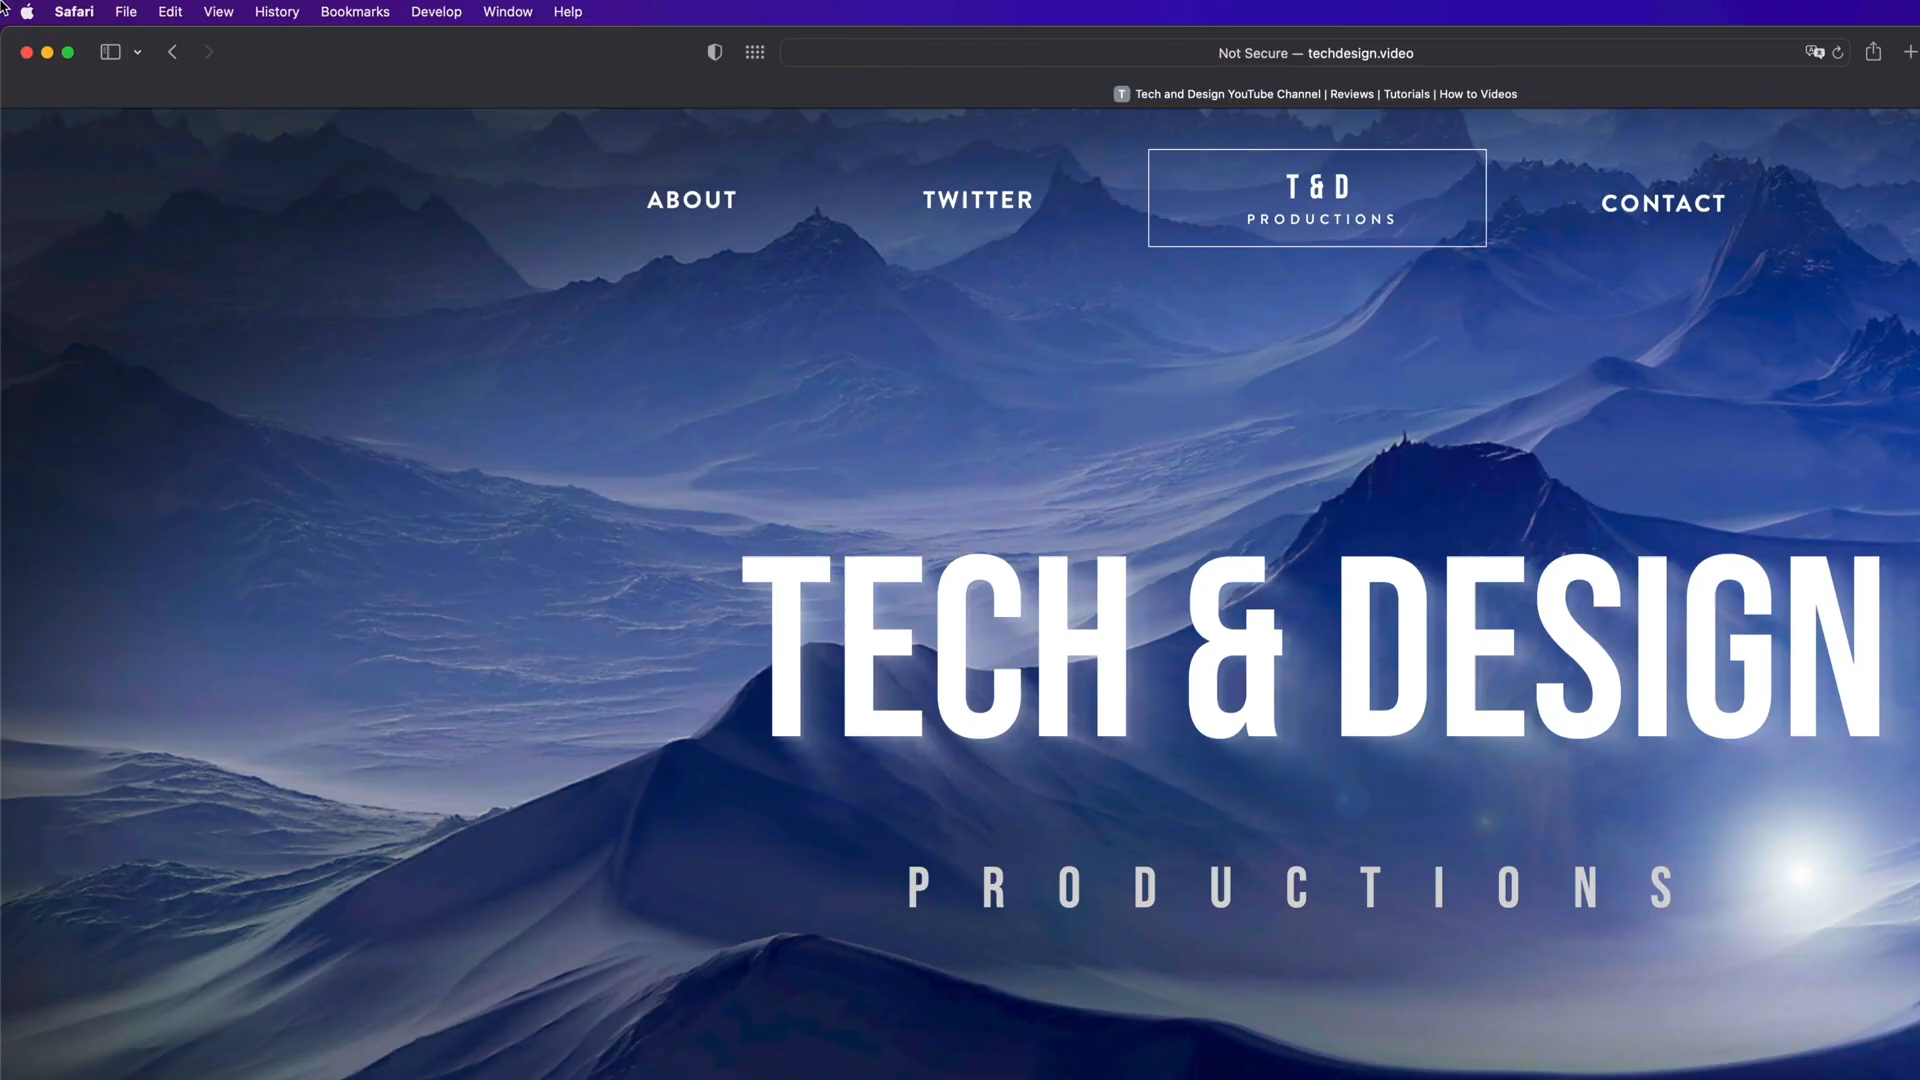 Safari File Edit View History Bookmarks Develop Window Help
Not Secure — techdesign.video
T Tech and Design YouTube Channel | Reviews | Tutorials | How to Videos
ABOUT
TWITTER
T & D
PRODUCTIONS
CONTACT
TECH & DESIGN
PRODUCTIONS